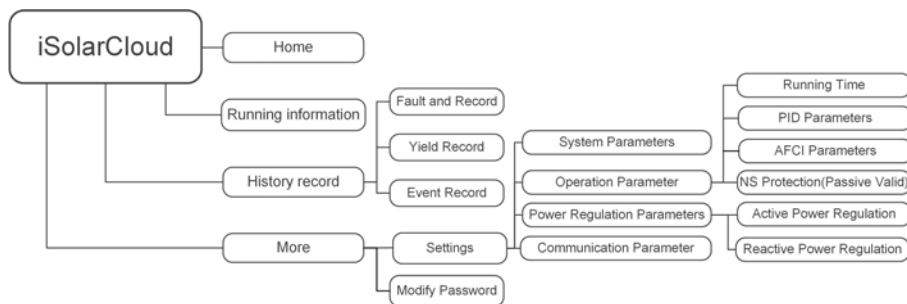 iSolarCloud
Home
Running information
History record
Fault and Record
Yield Record
Event Record
More
Settings
Modify Password
System Parameters
Operation Parameter
Power Regulation Parameters
Communication Parameter
Running Time
PID Parameters
AFCI Parameters
NS Protection(Passive Valid)
Active Power Regulation
Reactive Power Regulation